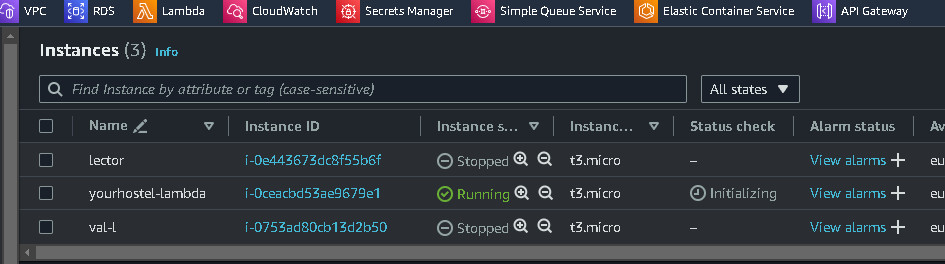 VPC RDS Lambda CloudWatch Secrets Manager Simple Queue Service Elastic Container Service API Gateway
Instances (3) Info
Find Instance by attribute or tag (case-sensitive) All states
Name Instance ID Instance s... Instanc... Status check Alarm status Av
lector i-0e443673dc8f55b6f Stopped t3.micro – View alarms + eu
yourhostel-lambda i-0ceacbd53ae9679e1 Running t3.micro Initializing View alarms + eu
val-l i-0753ad80cb13d2b50 Stopped t3.micro – View alarms + eu